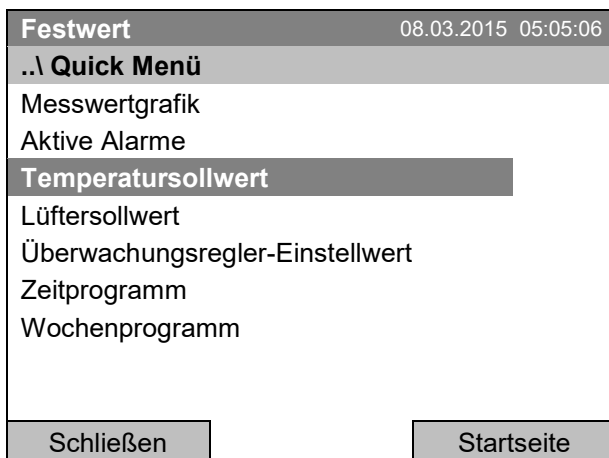 Festwert 08.03.2015 05:05:06
..\ Quick Menü
Messwertgrafik
Aktive Alarme
Temperatursollwert
Lüftersollwert
Überwachungsregler-Einstellwert
Zeitprogramm
Wochenprogramm
Schließen Startseite